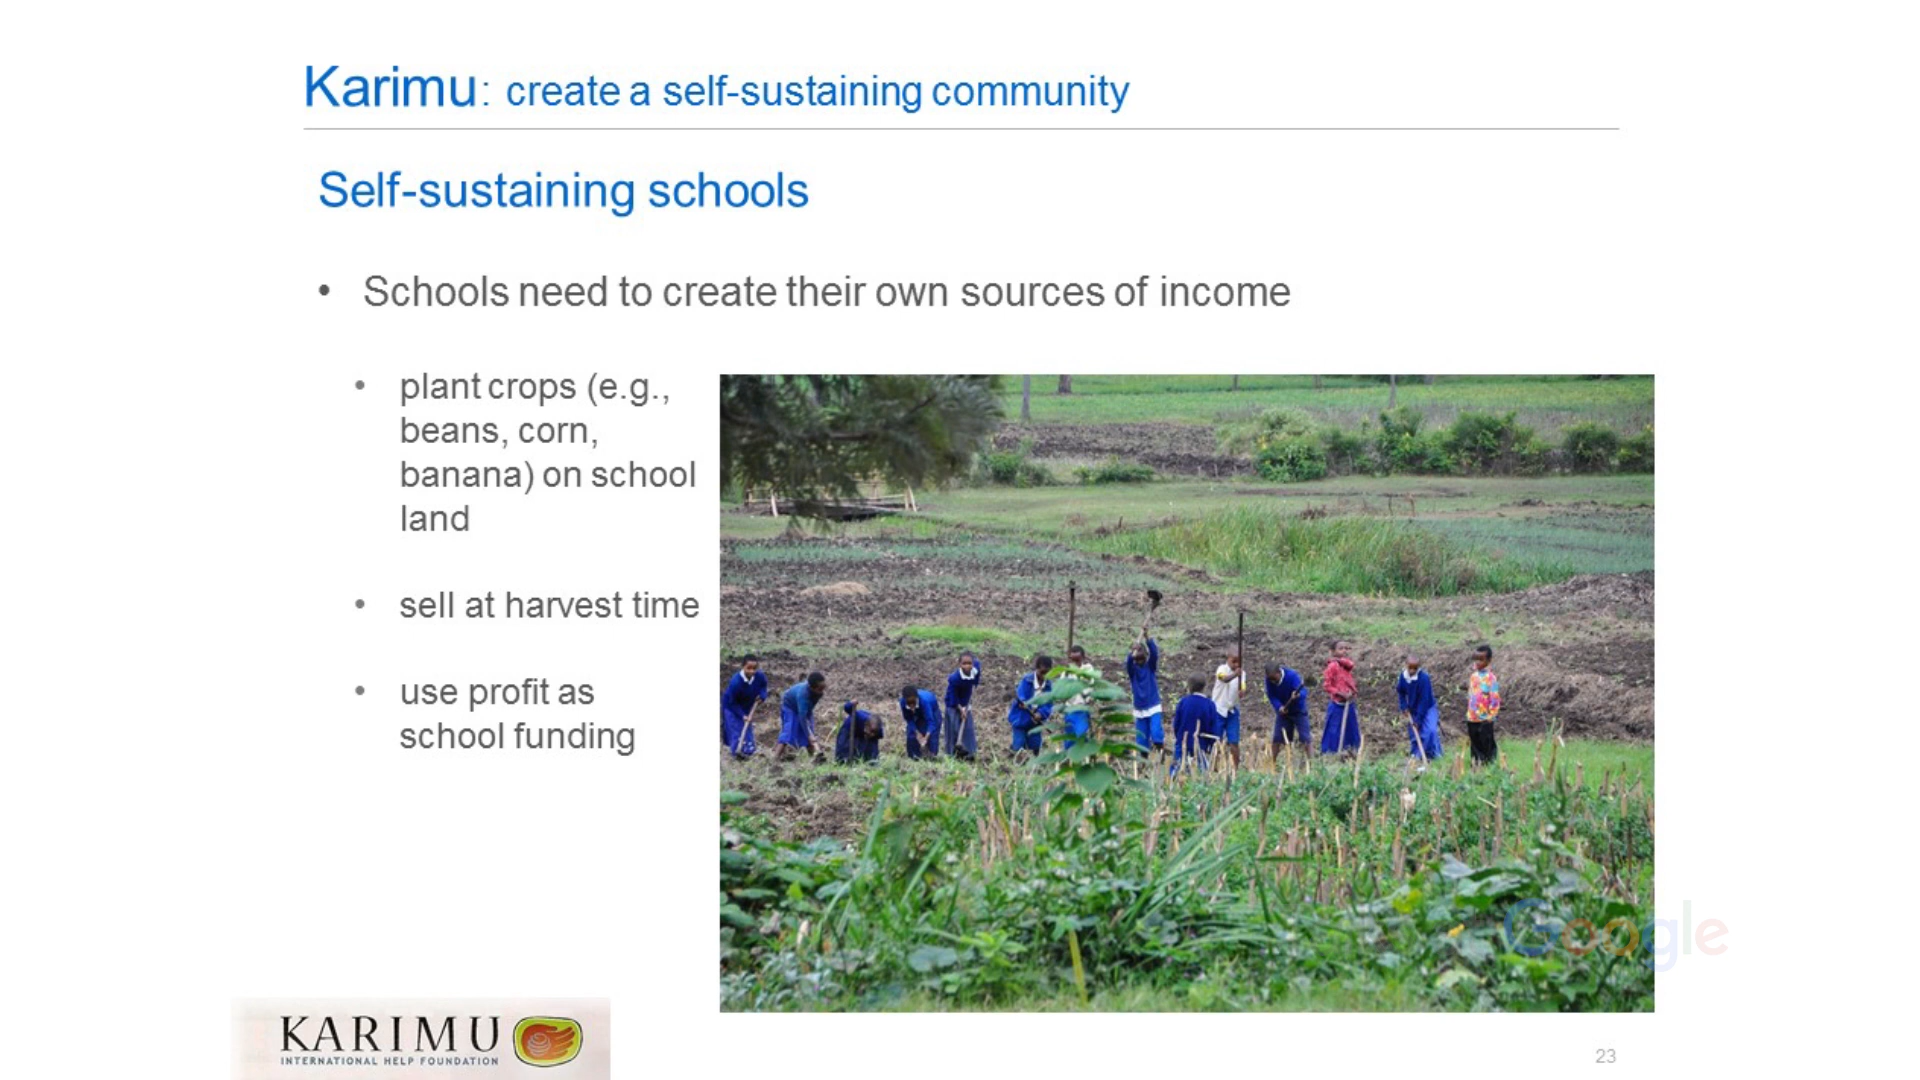 Karimu: create a self-sustaining community
Self-sustaining schools
• Schools need to create their own sources of income
• plant crops (e.g.,
beans, corn,
banana) on school
land
• sell at harvest time
• use profit as
school funding
Google
KARIMU
INTERNATIONAL HELP FOUNDATION
23